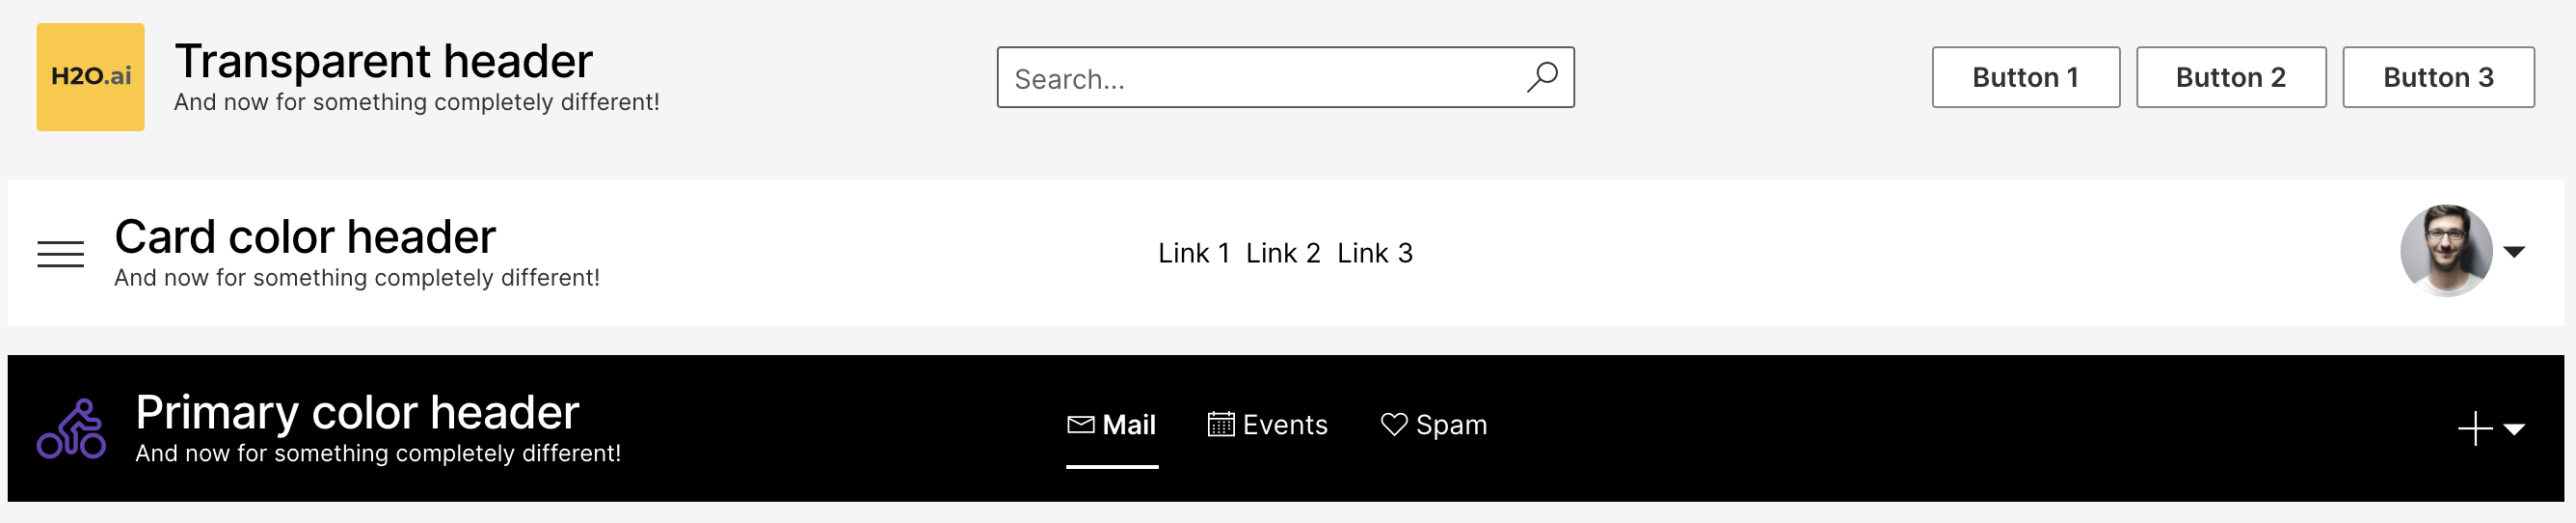 H2O.ai
Transparent header
And now for something completely different!
Search...
Button 1
Button 2
Button 3
Card color header
And now for something completely different!
Link 1 Link 2 Link 3
Primary color header
And now for something completely different!
Mail
Events
Spam